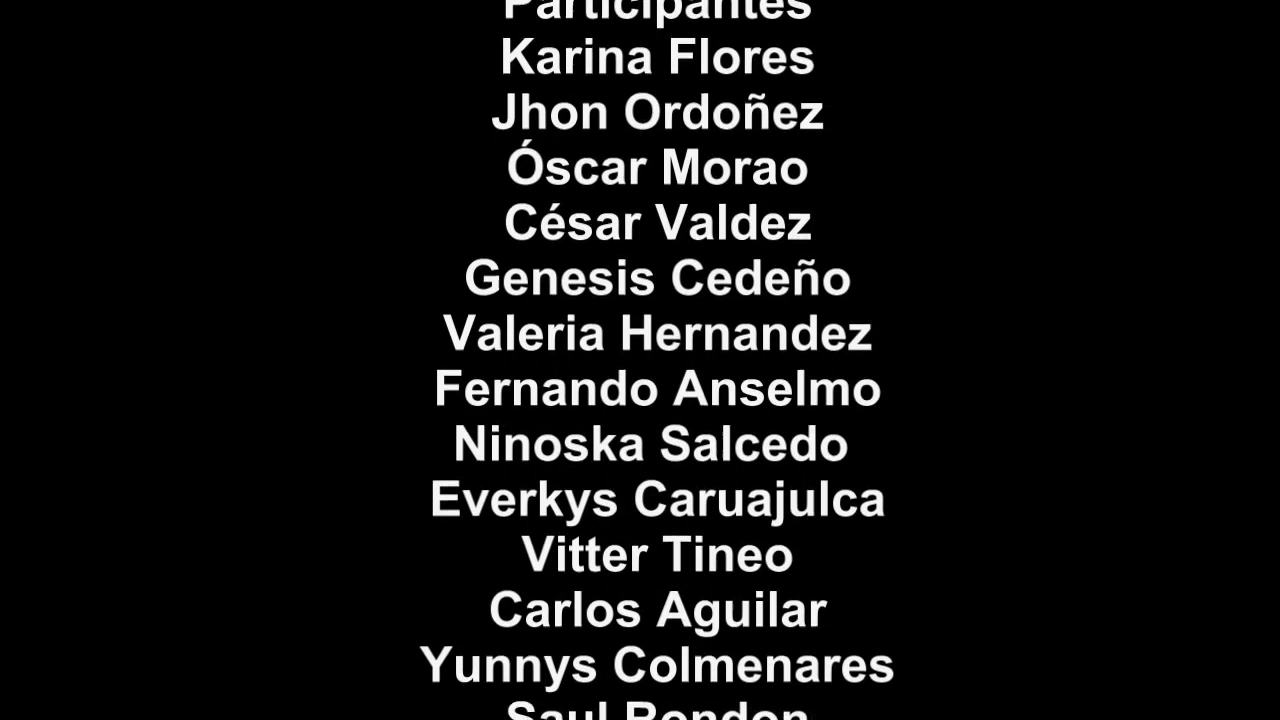 Participantes
Karina Flores
Jhon Ordoñez
Óscar Morao
César Valdez
Genesis Cedeño
Valeria Hernandez
Fernando Anselmo
Ninoska Salcedo
Everkys Caruajulca
Vitter Tineo
Carlos Aguilar
Yunnys Colmenares
Saul Rondon